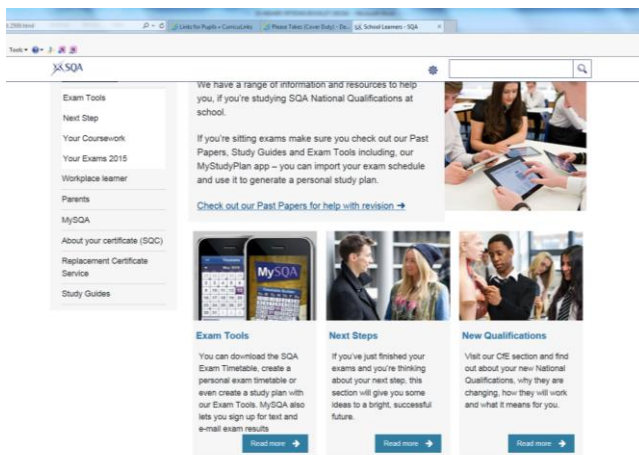 Links for Pupils « CurricuLinks
Please Takes (Cover Duty) - De...
School Learners - SQA
Tools
SQA
Exam Tools
Next Step
Your Coursework
Your Exams 2015
Workplace learner
Parents
MySQA
About your certificate (SQC)
Replacement Certificate
Service
Study Guides
We have a range of information and resources to help
you, if you're studying SQA National Qualifications at
school.
If you're sitting exams make sure you check out our Past
Papers, Study Guides and Exam Tools including, our
MyStudyPlan app – you can import your exam schedule
and use it to generate a personal study plan.
Check out our Past Papers for help with revision →
MySQA
Exam Tools
You can download the SQA
Exam Timetable, create a
personal exam timetable or
even create a study plan with
our Exam Tools. MySQA also
lets you sign up for text and
e-mail exam results
Read more →
Next Steps
If you've just finished your
exams and you're thinking
about your next step, this
section will give you some
ideas to a bright, successful
future.
Read more →
New Qualifications
Visit our CfE section and find
out about your new National
Qualifications, why they are
changing, how they will work
and what it means for you.
Read more →